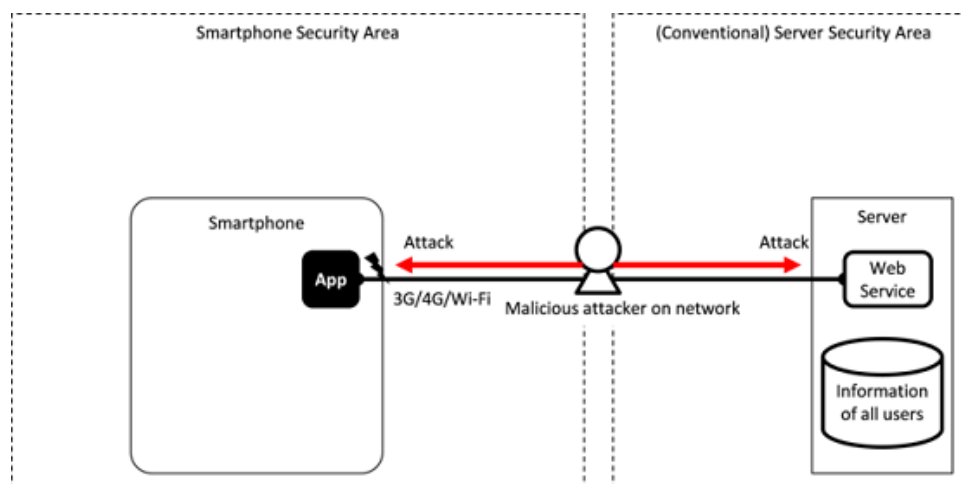 Smartphone Security Area
(Conventional) Server Security Area
Smartphone
Server
Attack
Attack
App
3G/4G/Wi-Fi
Malicious attacker on network
Web
Service
Information
of all users